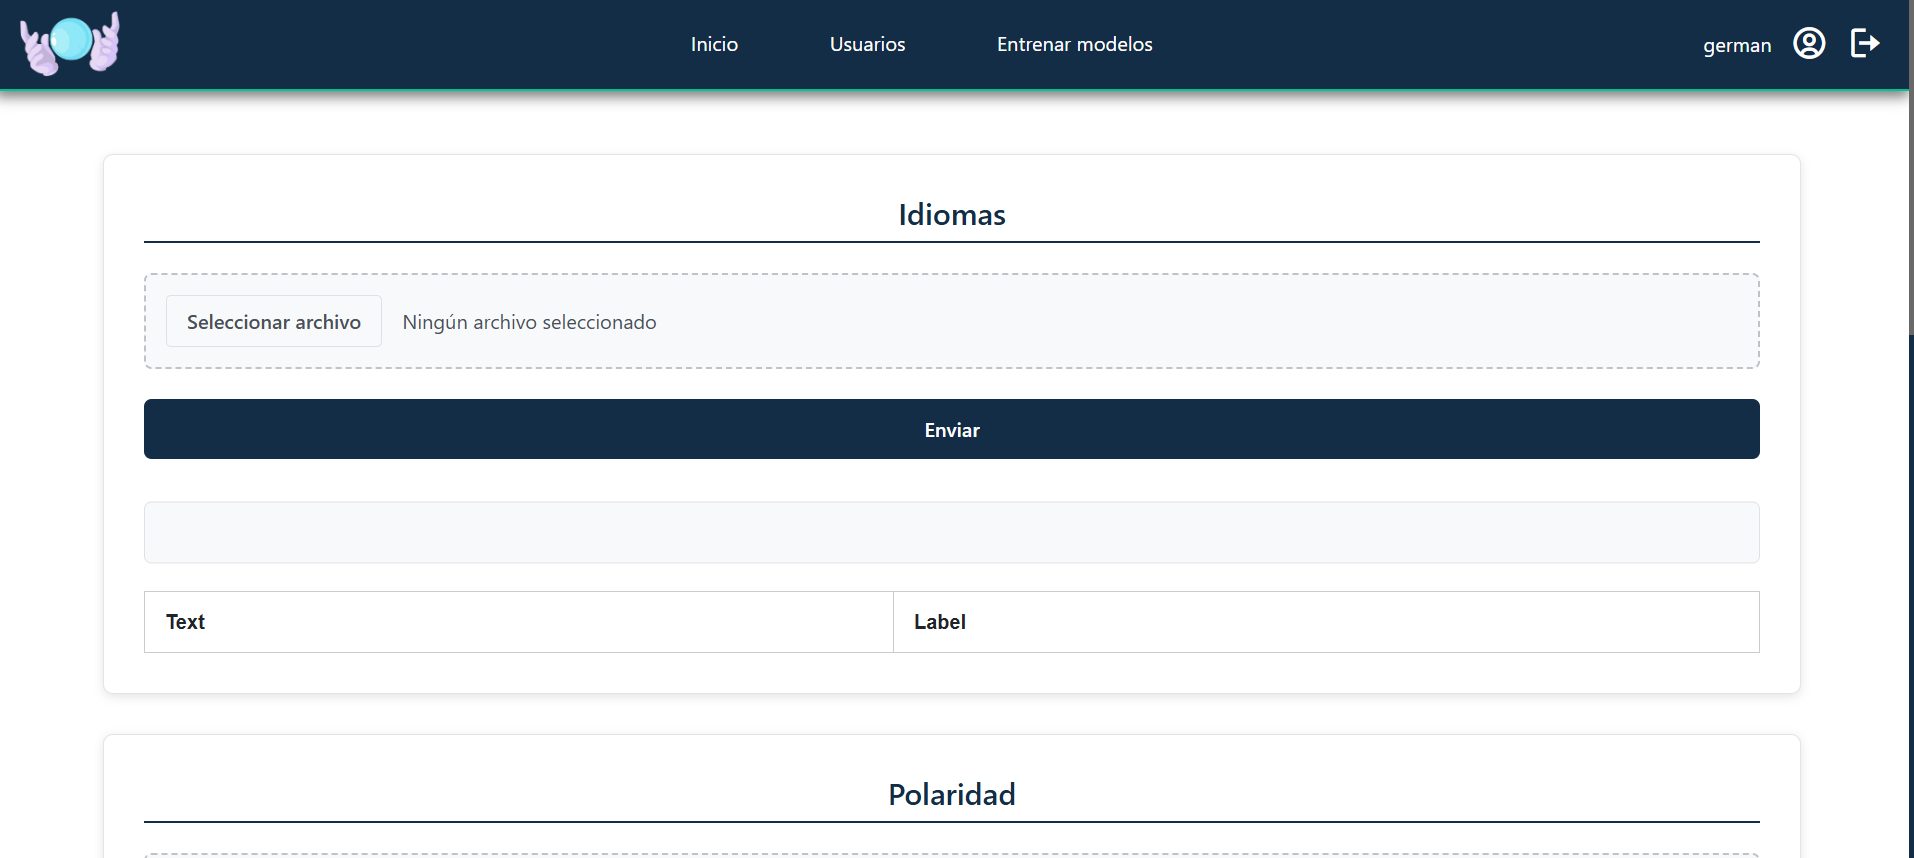 Inicio Usuarios Entrenar modelos german
Idiomas
Seleccionar archivo Ningún archivo seleccionado
Enviar
Text Label
Polaridad